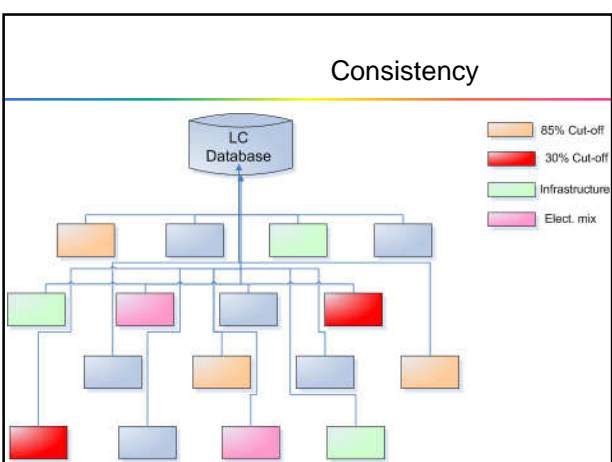 Consistency
LC
Database
85% Cut-off
30% Cut-off
Infrastructure
Elect. mix